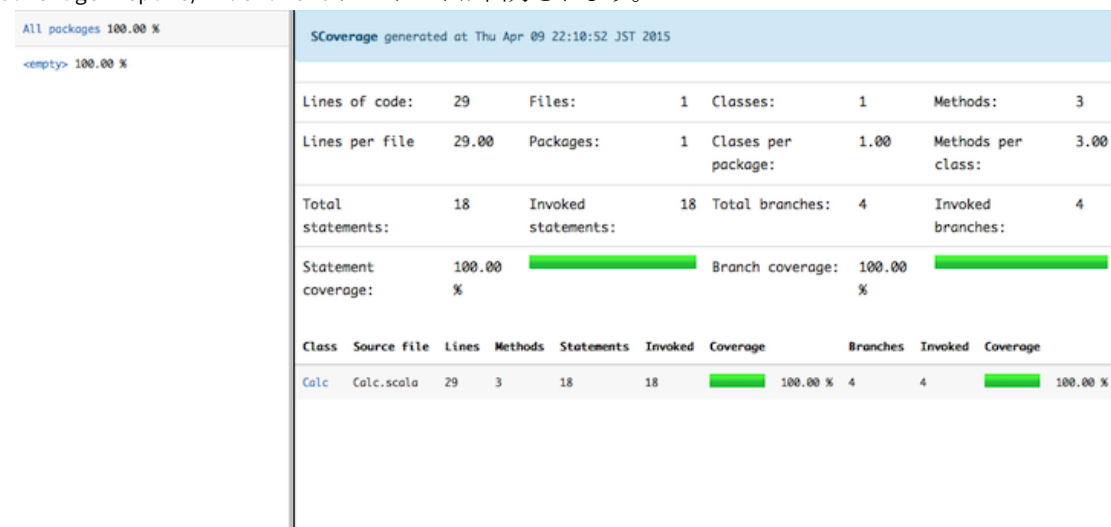 All packages 100.00 %
<empty> 100.00 %
SCoverage generated at Thu Apr 09 22:10:52 JST 2015
Lines of code: 29 Files: 1 Classes: 1 Methods: 3
Lines per file 29.00 Packages: 1 Clases per package: 1.00 Methods per class: 3.00
Total statements: 18 Invoked statements: 18 Total branches: 4 Invoked branches: 4
Statement coverage: 100.00 % Branch coverage: 100.00 %
Class Source file Lines Methods Statements Invoked Coverage Branches Invoked Coverage
Calc Calc.scala 29 3 18 18 100.00 % 4 4 100.00 %